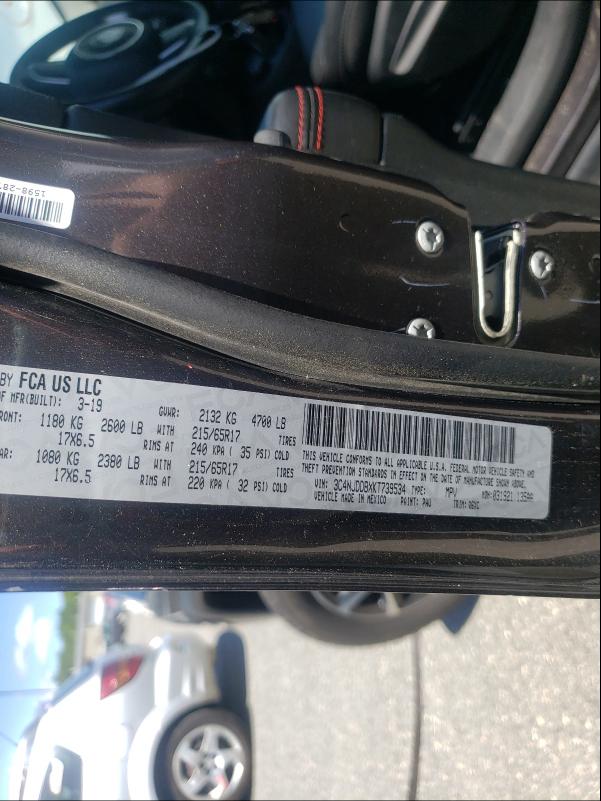 1598-287
BY FCA US LLC
OF MFR(BUILT): 3-19 GVWR: 2132 KG 4700 LB
FRONT: 1180 KG 2600 LB WITH 215/65R17 TIRES
17X6.5 RIMS AT 240 KPA ( 35 PSI) COLD
AR: 1080 KG 2380 LB WITH 215/65R17 TIRES
17X6.5 RIMS AT 220 KPA ( 32 PSI) COLD
THIS VEHICLE CONFORMS TO ALL APPLICABLE U.S.A. FEDERAL MOTOR VEHICLE SAFETY AND
THEFT PREVENTION STANDARDS IN EFFECT ON THE DATE OF MANUFACTURE SHOWN ABOVE.
VIN: 3C4NJDDBXKT739534 TYPE: MPV MDH: 031921
VEHICLE MADE IN MEXICO PAINT: PAU TRIM: